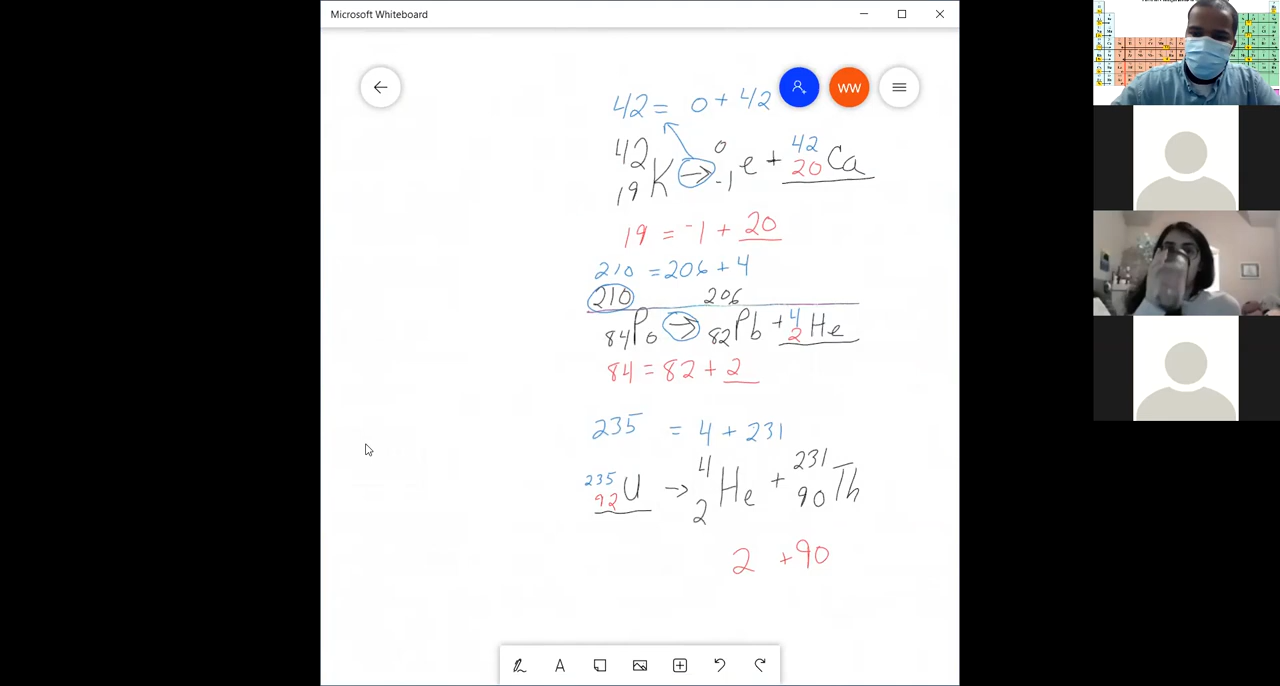 Microsoft Whiteboard
WW
42 = 0 + 42
42 19 K → 0 -1 e + 42 20 Ca
19 = -1 + 20
210 = 206 + 4
210 84 Po → 206 82 Pb + 4 2 He
84 = 82 + 2
235 = 4 + 231
235 92 U → 4 2 He + 231 90 Th
2 + 90
A